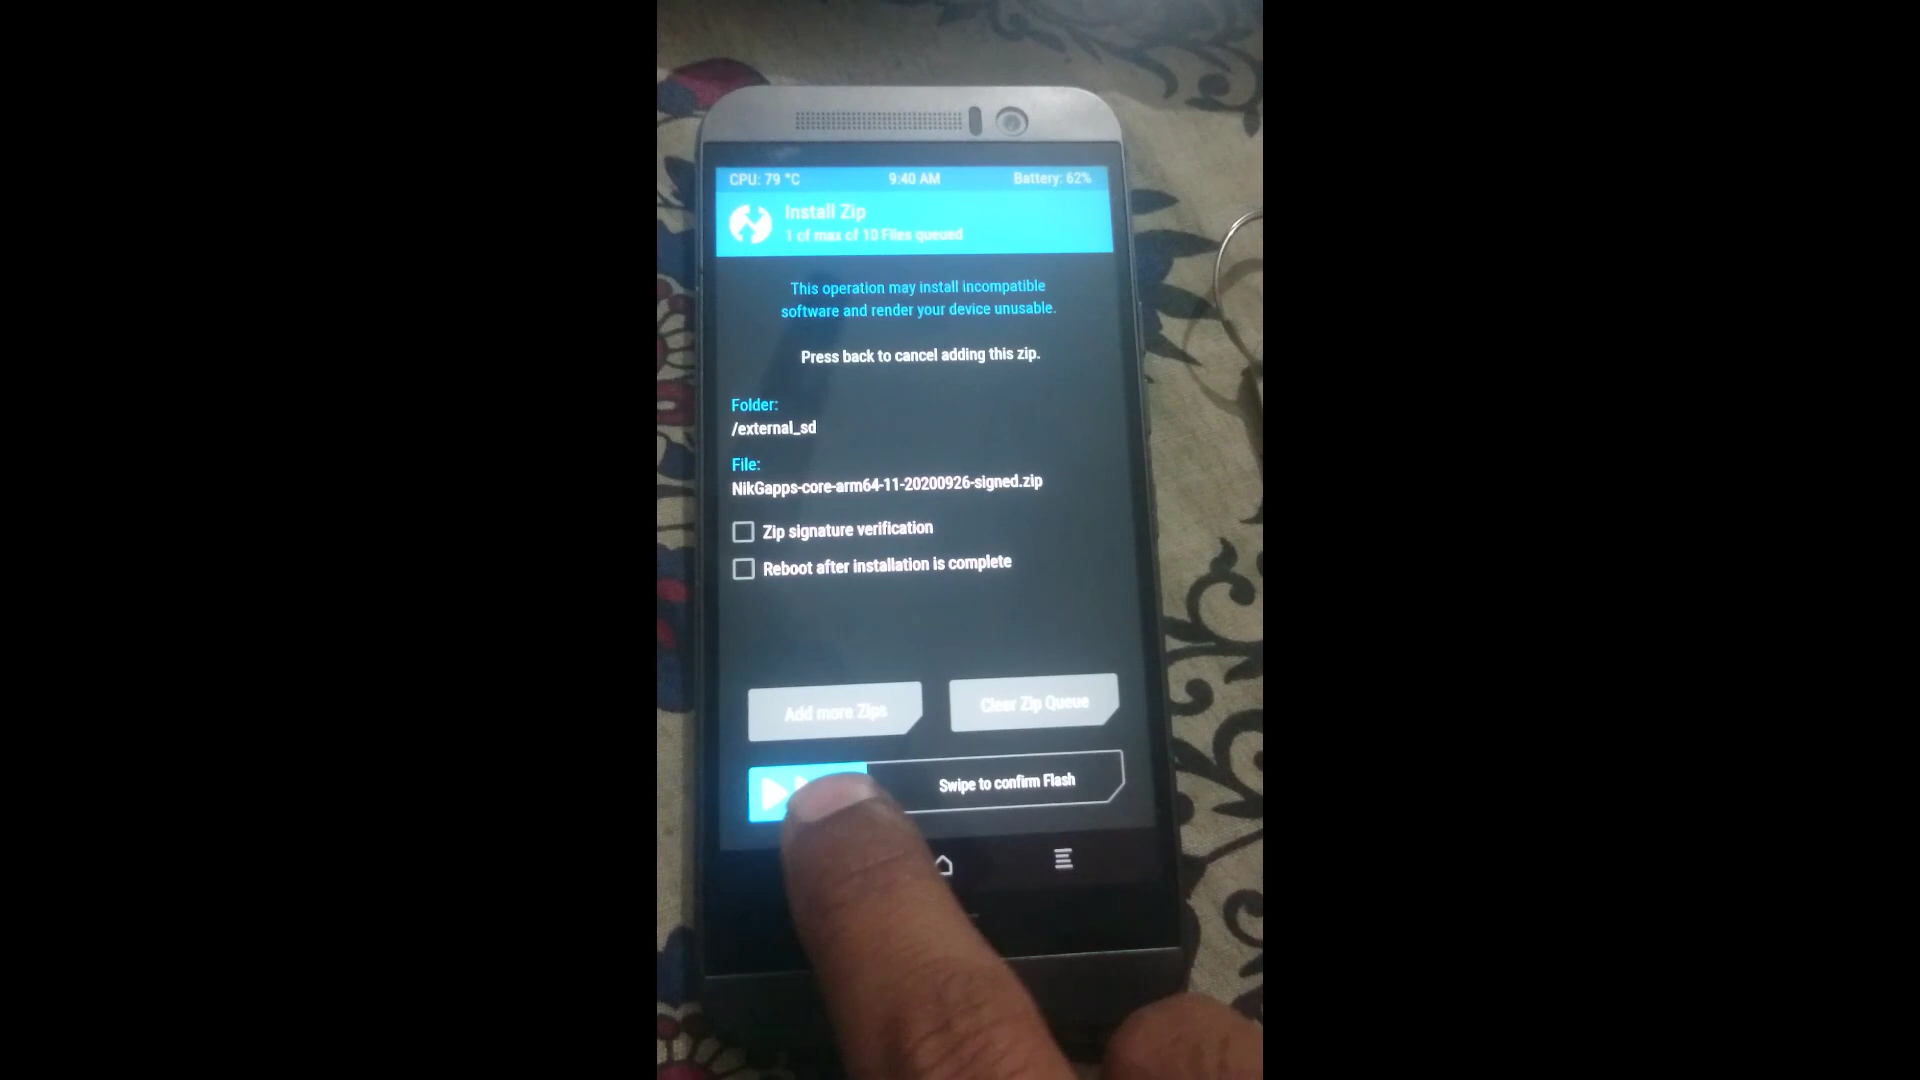 CPU: 79 °C
9:40 AM
Battery: 62%
Install Zip
1 of max of 10 Files queued
This operation may install incompatible
software and render your device unusable.
Press back to cancel adding this zip.
Folder:
/external_sd
File:
NikGapps-core-arm64-11-20200926-signed.zip
Zip signature verification
Reboot after installation is complete
Add more Zips
Clear Zip Queue
Swipe to confirm Flash